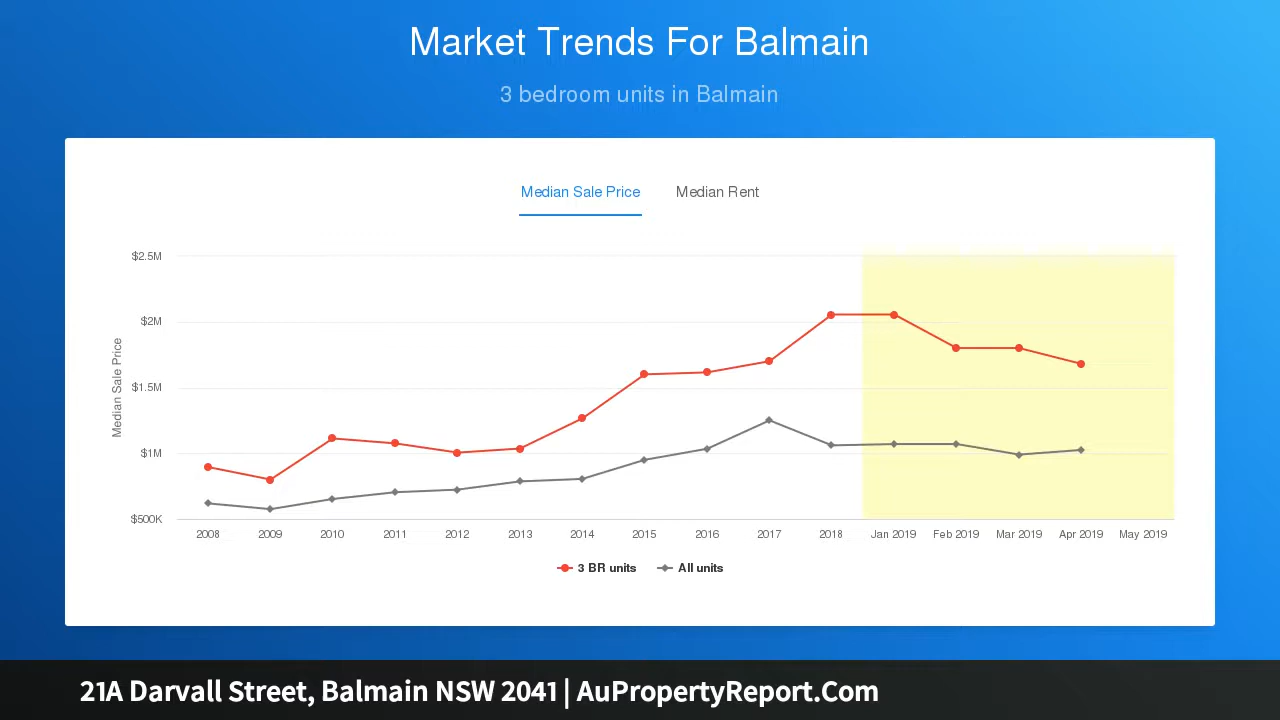 Market Trends For Balmain
3 bedroom units in Balmain
Median Sale Price Median Rent
Median Sale Price
$2.5M
$2M
$1.5M
$1M
$500K
2008 2009 2010 2011 2012 2013 2014 2015 2016 2017 2018 Jan 2019 Feb 2019 Mar 2019 Apr 2019 May 2019
3 BR units All units
21A Darvall Street, Balmain NSW 2041 | AuPropertyReport.Com